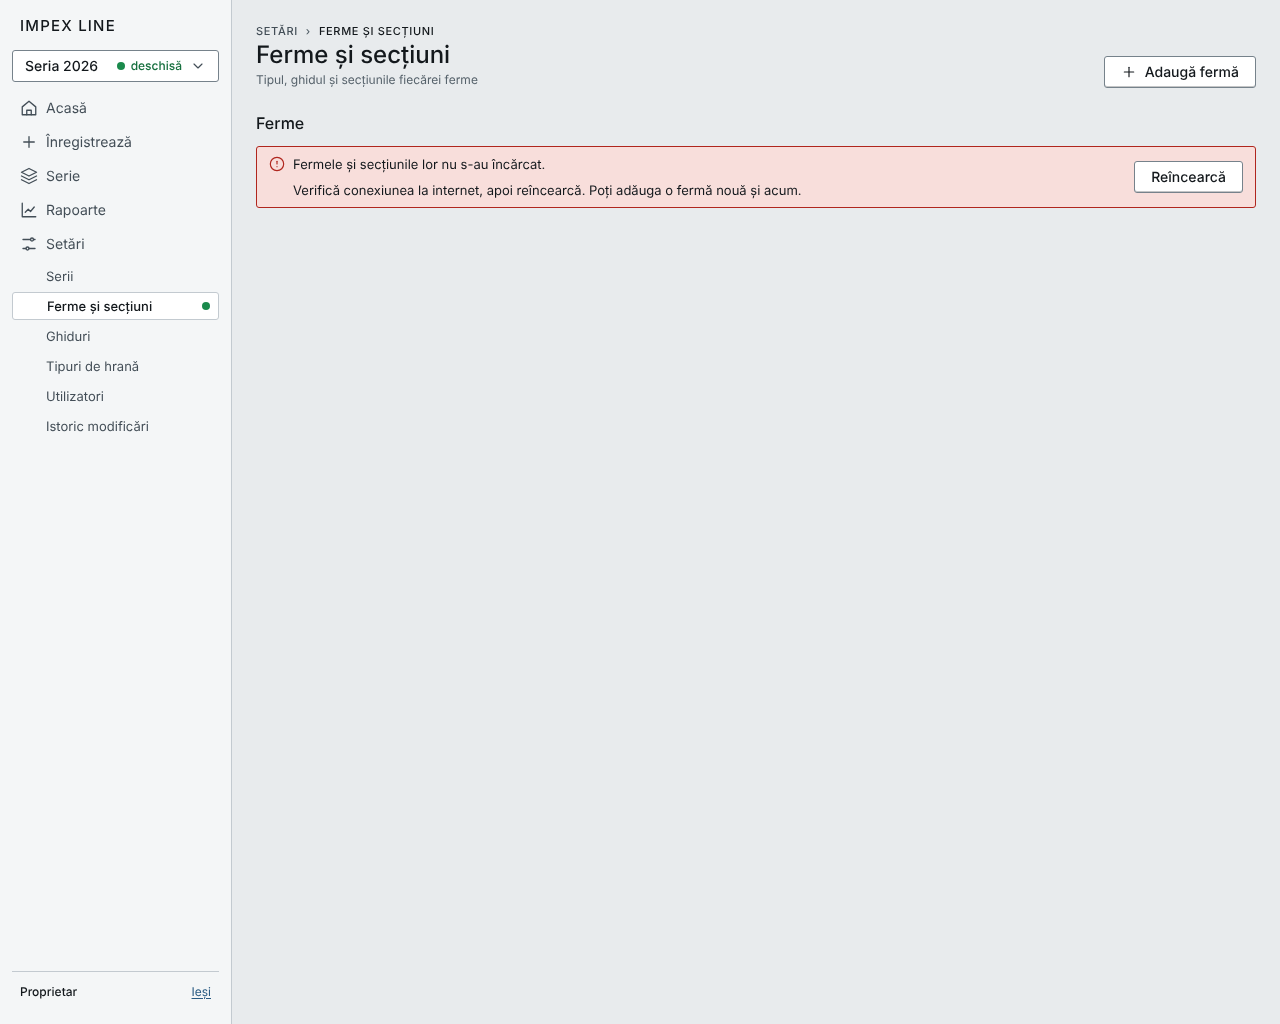 IMPEX LINE
Seria 2026 deschisă
Acasă
Înregistrează
Serie
Rapoarte
Setări
Serii
Ferme și secțiuni
Ghiduri
Tipuri de hrană
Utilizatori
Istoric modificări
Proprietar Ieși
SETĂRI › FERME ȘI SECȚIUNI
Ferme și secțiuni
Tipul, ghidul și secțiunile fiecărei ferme
Adaugă fermă
Ferme
Fermele și secțiunile lor nu s-au încărcat.
Verifică conexiunea la internet, apoi reîncearcă. Poți adăuga o fermă nouă și acum.
Reîncearcă